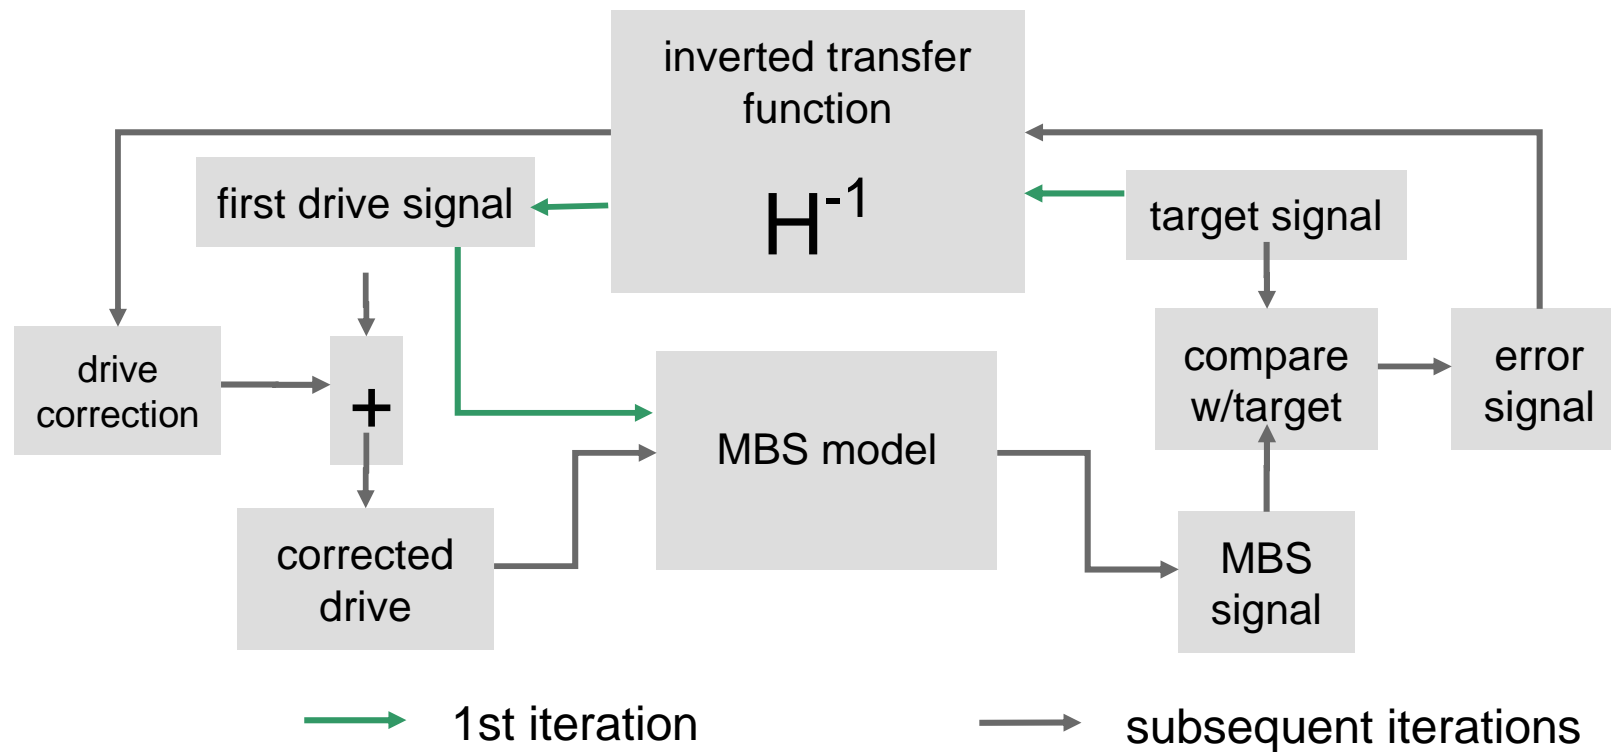 inverted transfer
function
H-1
first drive signal
target signal
drive
correction
+
MBS model
compare
w/target
error
signal
corrected
drive
MBS
signal
1st iteration
subsequent iterations